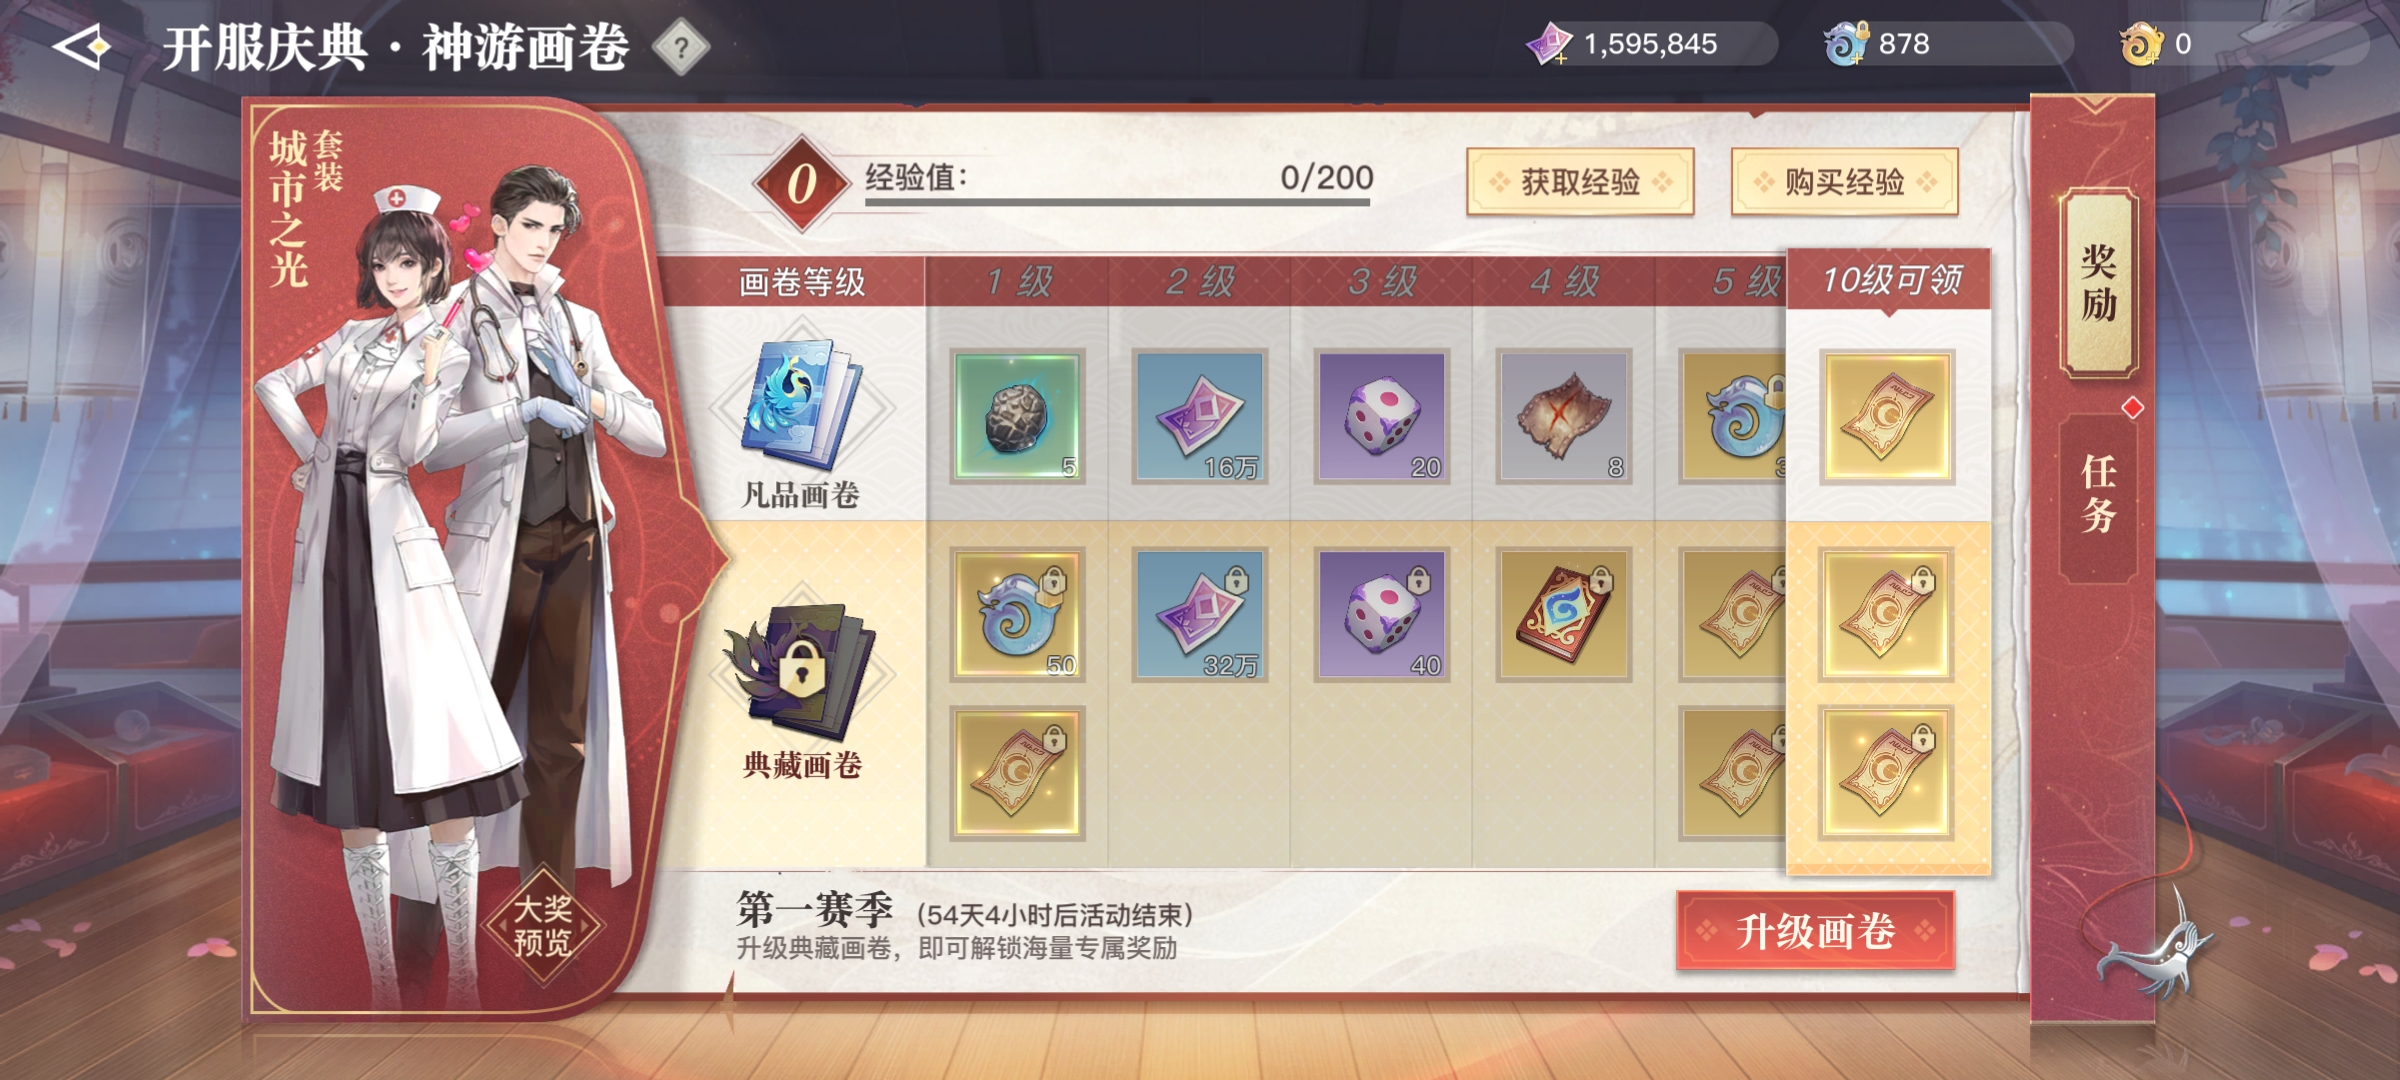 开服庆典·神游画卷
?
1,595,845
878
0
城市之光
套装
0
经验值：
0/200
获取经验
购买经验
画卷等级
1 级
2 级
3 级
4 级
5 级
10级可领
5
16万
20
8
凡品画卷
50
32万
40
典藏画卷
大奖
预览
第一赛季
（54天4小时后活动结束）
升级典藏画卷，即可解锁海量专属奖励
升级画卷
奖励
任务